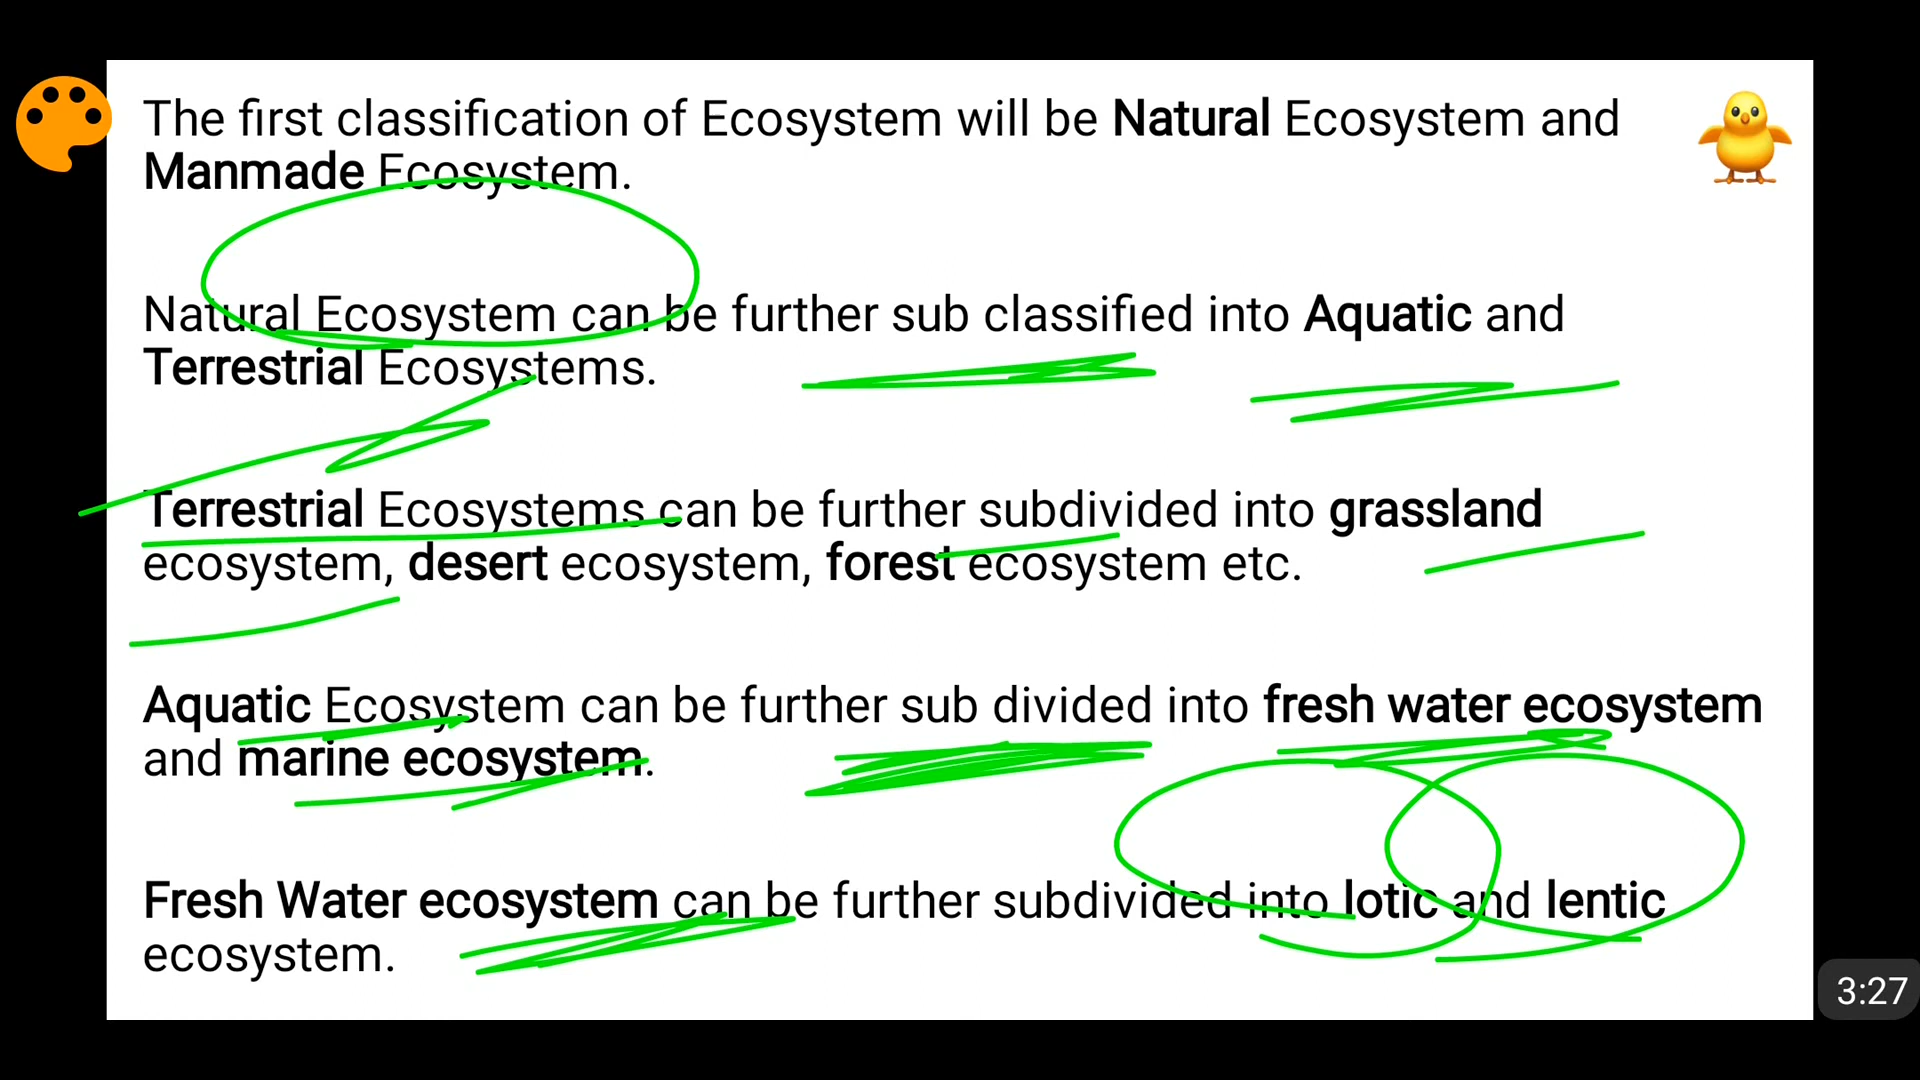 The first classification of Ecosystem will be Natural Ecosystem and
Manmade Ecosystem.
Natural Ecosystem can be further sub classified into Aquatic and
Terrestrial Ecosystems.
Terrestrial Ecosystems can be further subdivided into grassland
ecosystem, desert ecosystem, forest ecosystem etc.
Aquatic Ecosystem can be further sub divided into fresh water ecosystem
and marine ecosystem.
Fresh Water ecosystem can be further subdivided into lotic and lentic
ecosystem.
3:27